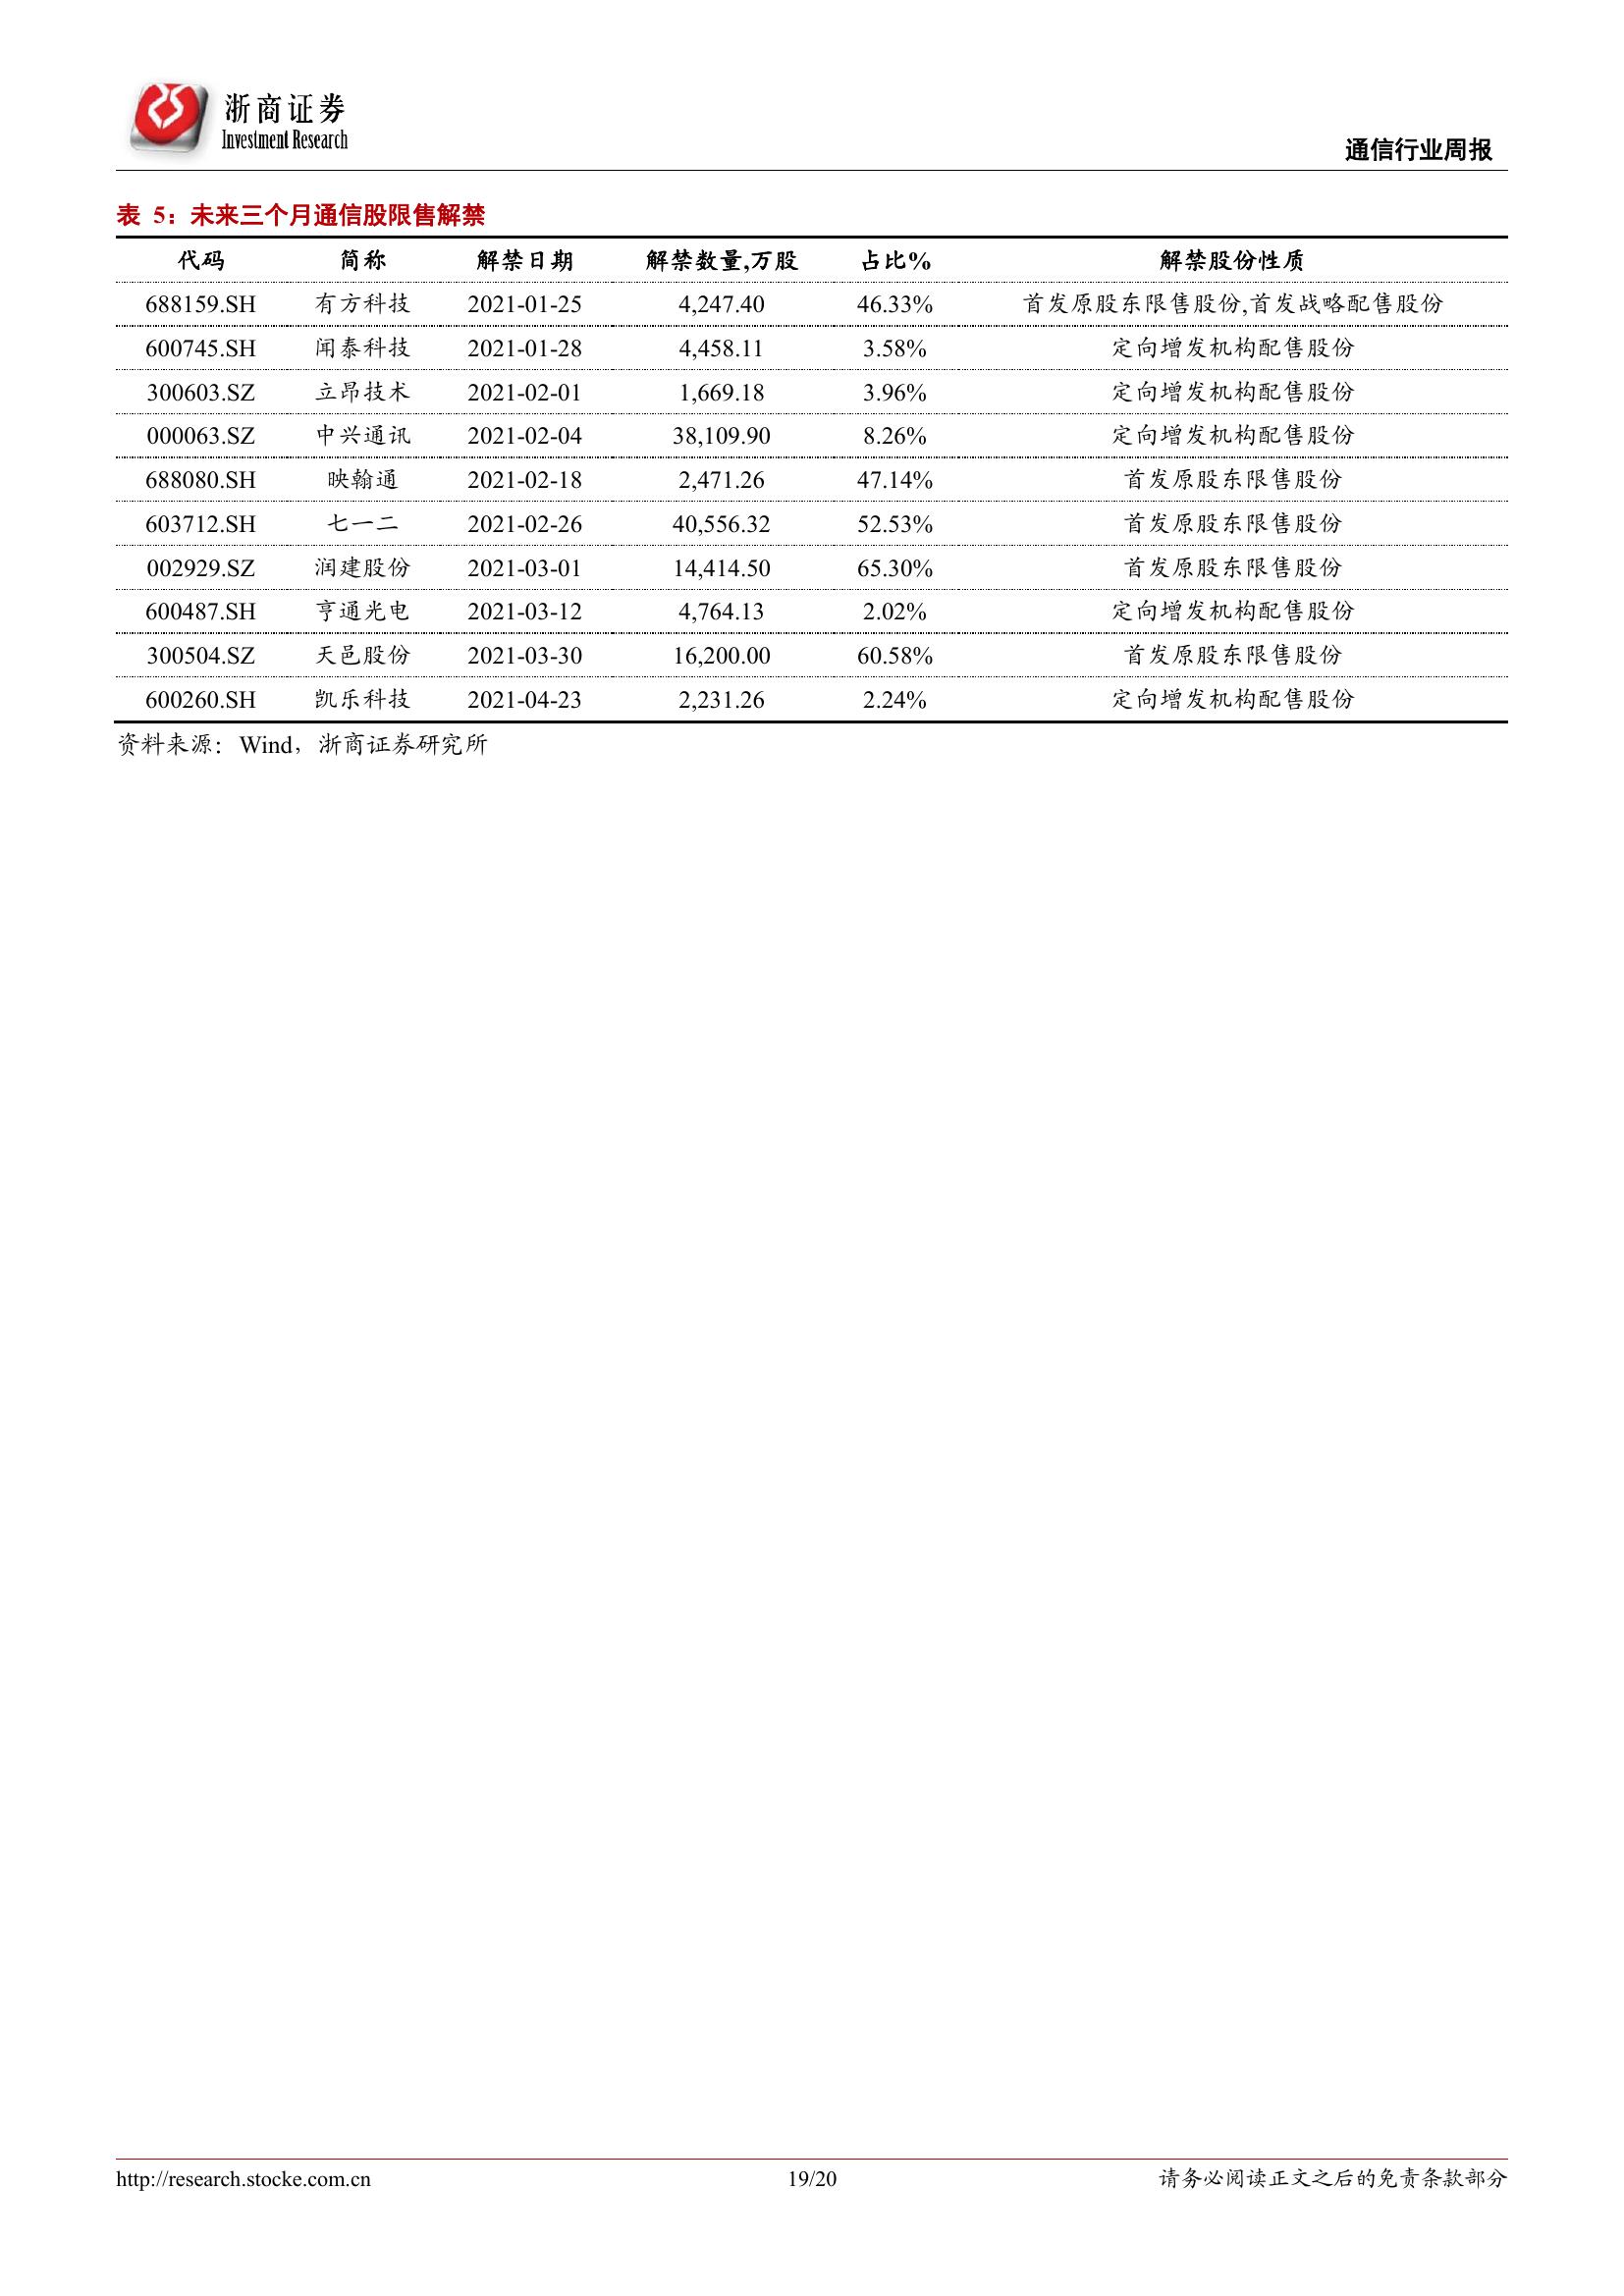 浙商证券
Investment Research
通信行业周报
表 5：未来三个月通信股限售解禁
代码 简称 解禁日期 解禁数量,万股 占比% 解禁股份性质
688159.SH 有方科技 2021-01-25 4,247.40 46.33% 首发原股东限售股份,首发战略配售股份
600745.SH 闻泰科技 2021-01-28 4,458.11 3.58% 定向增发机构配售股份
300603.SZ 立昂技术 2021-02-01 1,669.18 3.96% 定向增发机构配售股份
000063.SZ 中兴通讯 2021-02-04 38,109.90 8.26% 定向增发机构配售股份
688080.SH 映翰通 2021-02-18 2,471.26 47.14% 首发原股东限售股份
603712.SH 七一二 2021-02-26 40,556.32 52.53% 首发原股东限售股份
002929.SZ 润建股份 2021-03-01 14,414.50 65.30% 首发原股东限售股份
600487.SH 亨通光电 2021-03-12 4,764.13 2.02% 定向增发机构配售股份
300504.SZ 天邑股份 2021-03-30 16,200.00 60.58% 首发原股东限售股份
600260.SH 凯乐科技 2021-04-23 2,231.26 2.24% 定向增发机构配售股份
资料来源：Wind，浙商证券研究所
http://research.stocke.com.cn 19/20 请务必阅读正文之后的免责条款部分